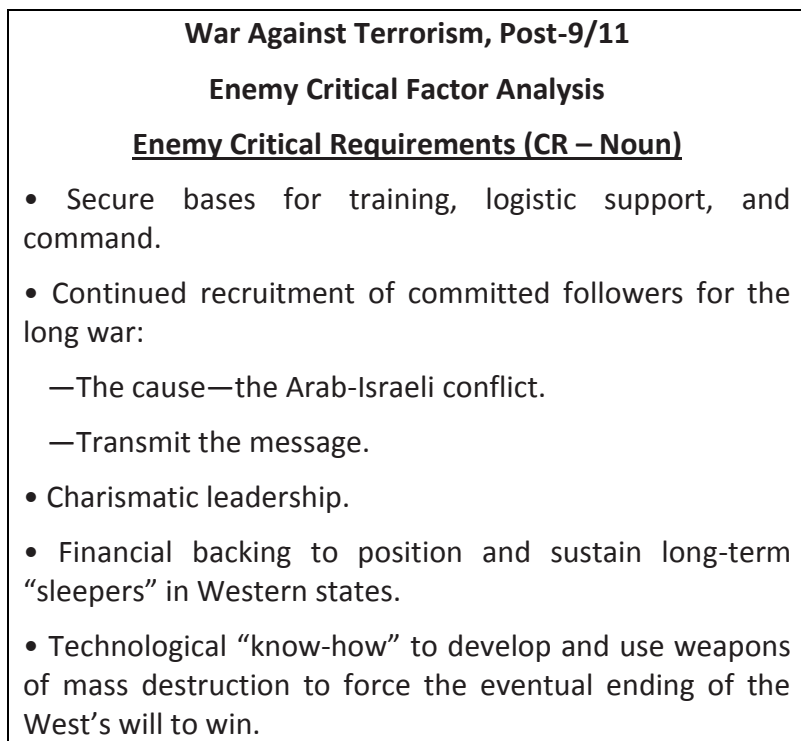 War Against Terrorism, Post-9/11
Enemy Critical Factor Analysis
Enemy Critical Requirements (CR – Noun)
• Secure bases for training, logistic support, and
command.
• Continued recruitment of committed followers for the
long war:
—The cause—the Arab-Israeli conflict.
—Transmit the message.
• Charismatic leadership.
• Financial backing to position and sustain long-term
“sleepers” in Western states.
• Technological “know-how” to develop and use weapons
of mass destruction to force the eventual ending of the
West’s will to win.